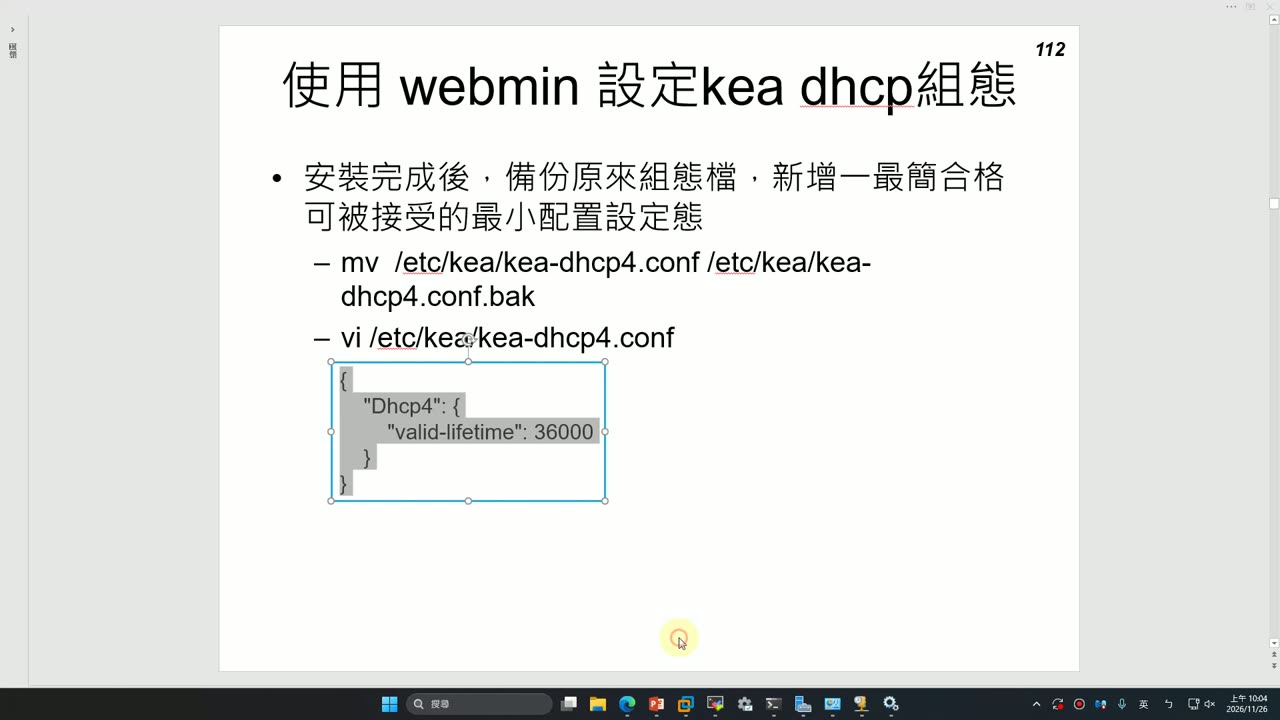 112
使用 webmin 設定kea dhcp組態
• 安裝完成後，備份原來組態檔，新增一最簡合格
可被接受的最小配置設定態
– mv /etc/kea/kea-dhcp4.conf /etc/kea/kea-
dhcp4.conf.bak
– vi /etc/kea/kea-dhcp4.conf
{
"Dhcp4": {
"valid-lifetime": 36000
}
}
搜尋
英
上午 10:04
2026/11/26